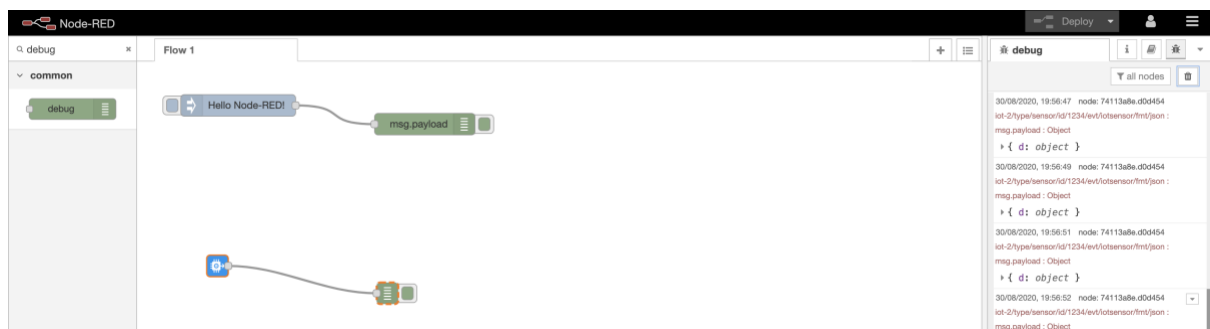 Node-RED
Deploy
debug
Flow 1
debug
i
common
all nodes
debug
Hello Node-RED!
msg.payload
30/08/2020, 19:56:47 node: 74113a8e.d0d454
iot-2/type/sensor/id/1234/evt/iotsensor/fmt/json :
msg.payload : Object
{ d: object }
30/08/2020, 19:56:49 node: 74113a8e.d0d454
iot-2/type/sensor/id/1234/evt/iotsensor/fmt/json :
msg.payload : Object
{ d: object }
30/08/2020, 19:56:51 node: 74113a8e.d0d454
iot-2/type/sensor/id/1234/evt/iotsensor/fmt/json :
msg.payload : Object
{ d: object }
30/08/2020, 19:56:52 node: 74113a8e.d0d454
iot-2/type/sensor/id/1234/evt/iotsensor/fmt/json :
msg.payload : Object